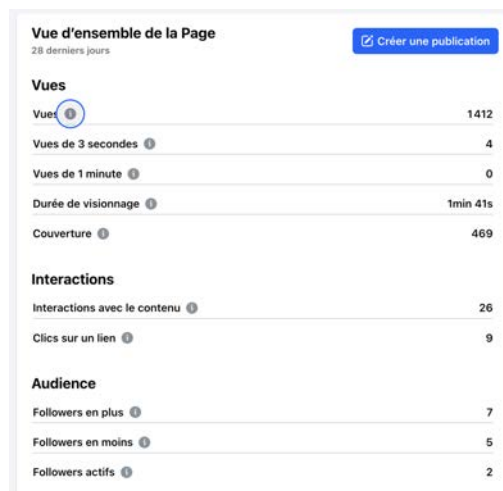 Vue d'ensemble de la Page
28 derniers jours
Créer une publication
Vues
Vues 1412
Vues de 3 secondes 4
Vues de 1 minute 0
Durée de visionnage 1min 41s
Couverture 469
Interactions
Interactions avec le contenu 26
Clics sur un lien 9
Audience
Followers en plus 7
Followers en moins 5
Followers actifs 2